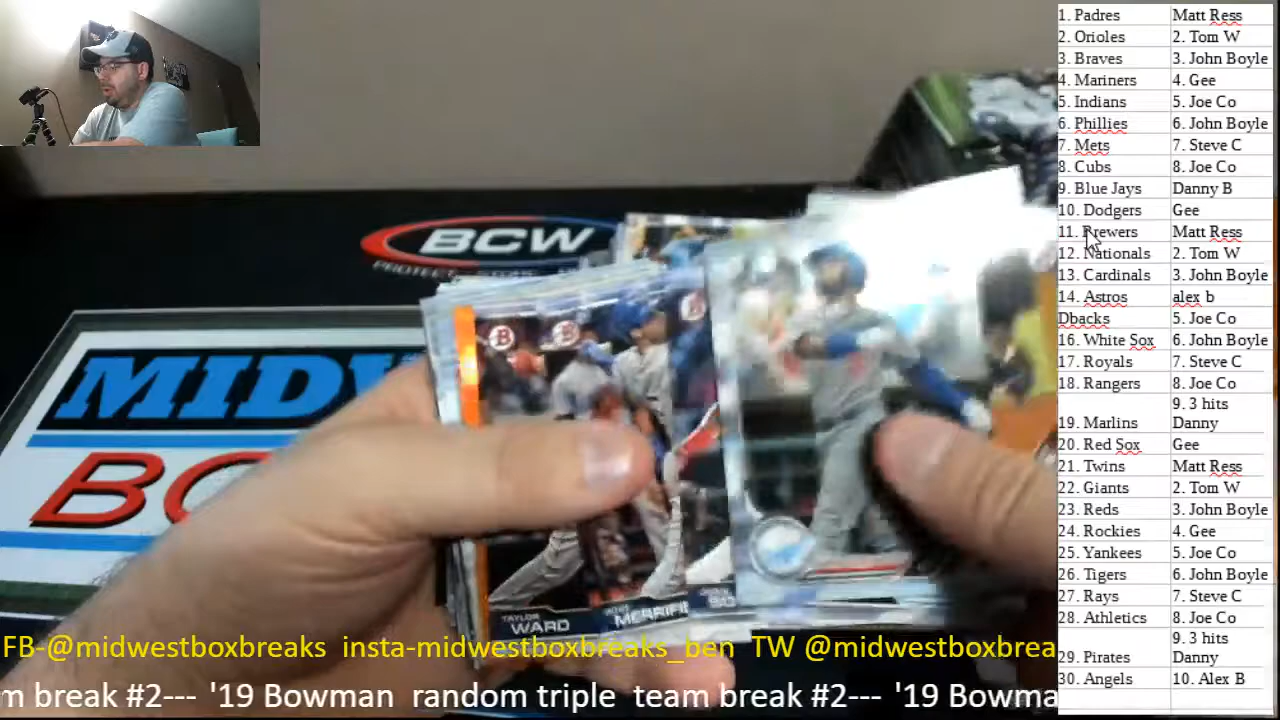 1. Padres Matt Ress
2. Orioles 2. Tom W
3. Braves 3. John Boyle
4. Mariners 4. Gee
5. Indians 5. Joe Co
6. Phillies 6. John Boyle
7. Mets 7. Steve C
8. Cubs 8. Joe Co
9. Blue Jays Danny B
10. Dodgers Gee
11. Brewers Matt Ress
12. Nationals 2. Tom W
13. Cardinals 3. John Boyle
14. Astros alex b
Dbacks 5. Joe Co
16. White Sox 6. John Boyle
17. Royals 7. Steve C
18. Rangers 8. Joe Co
9. 3 hits
19. Marlins Danny
20. Red Sox Gee
21. Twins Matt Ress
22. Giants 2. Tom W
23. Reds 3. John Boyle
24. Rockies 4. Gee
25. Yankees 5. Joe Co
26. Tigers 6. John Boyle
27. Rays 7. Steve C
28. Athletics 8. Joe Co
9. 3 hits
29. Pirates Danny
30. Angels 10. Alex B
BCW
MIDW
BO
B
B
TAYLOR
WARD
MERRIFI
FB-@midwestboxbreaks insta-midwestboxbreaks_ben TW @midwestboxbrea
m break #2--- '19 Bowman random triple team break #2--- '19 Bowma